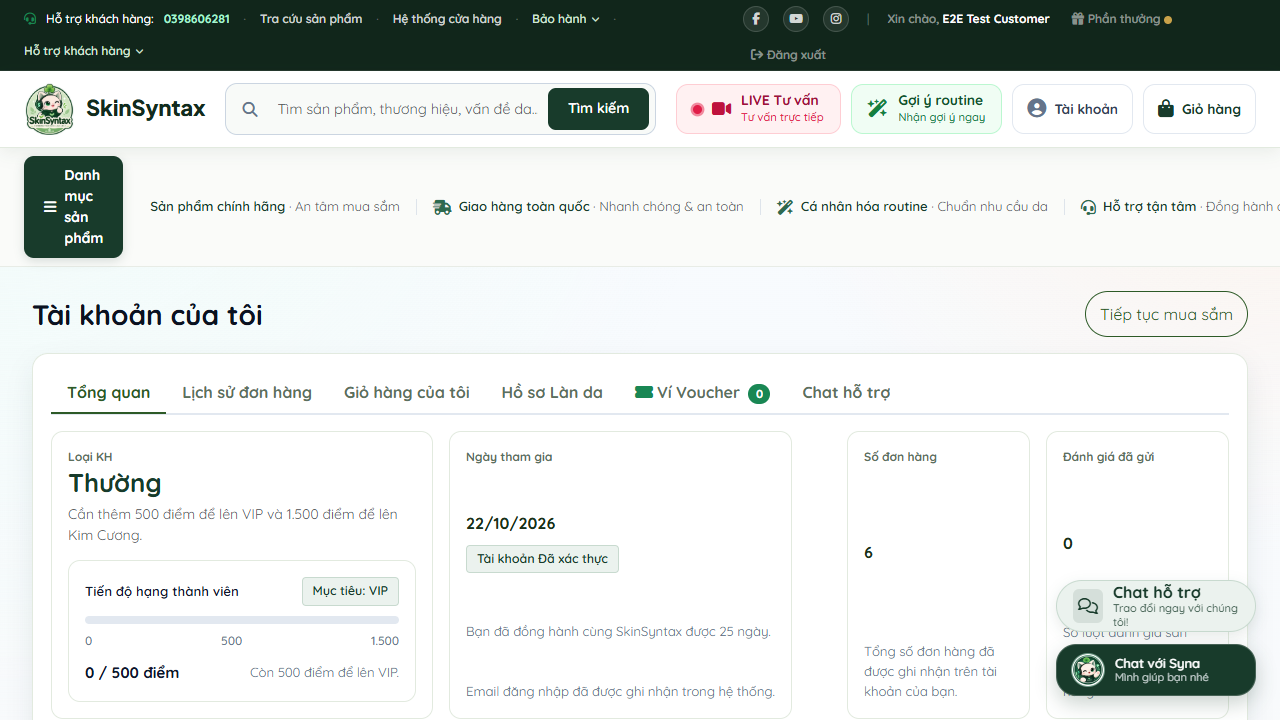 Hỗ trợ khách hàng: 0398606281 · Tra cứu sản phẩm · Hệ thống cửa hàng · Bảo hành ·
Hỗ trợ khách hàng
| Xin chào, E2E Test Customer Phần thưởng
Đăng xuất
SkinSyntax
SkinSyntax
Tìm sản phẩm, thương hiệu, vấn đề da..
Tìm kiếm
LIVE Tư vấn
Tư vấn trực tiếp
Gợi ý routine
Nhận gợi ý ngay
Tài khoản
Giỏ hàng
Danh
mục
sản
phẩm
Sản phẩm chính hãng · An tâm mua sắm
Giao hàng toàn quốc · Nhanh chóng & an toàn
Cá nhân hóa routine · Chuẩn nhu cầu da
Hỗ trợ tận tâm · Đồng hành
Tài khoản của tôi
Tiếp tục mua sắm
Tổng quan
Lịch sử đơn hàng
Giỏ hàng của tôi
Hồ sơ Làn da
Ví Voucher 0
Chat hỗ trợ
Loại KH
Thường
Cần thêm 500 điểm để lên VIP và 1.500 điểm để lên
Kim Cương.
Tiến độ hạng thành viên
Mục tiêu: VIP
0 500 1.500
0 / 500 điểm
Còn 500 điểm để lên VIP.
Ngày tham gia
22/10/2026
Tài khoản Đã xác thực
Bạn đã đồng hành cùng SkinSyntax được 25 ngày.
Email đăng nhập đã được ghi nhận trong hệ thống.
Số đơn hàng
6
Tổng số đơn hàng đã
được ghi nhận trên tài
khoản của bạn.
Đánh giá đã gửi
0
Chat hỗ trợ
Trao đổi ngay với chúng
tôi!
Số lượt đánh giá sản
Chat với Syna
Mình giúp bạn nhé